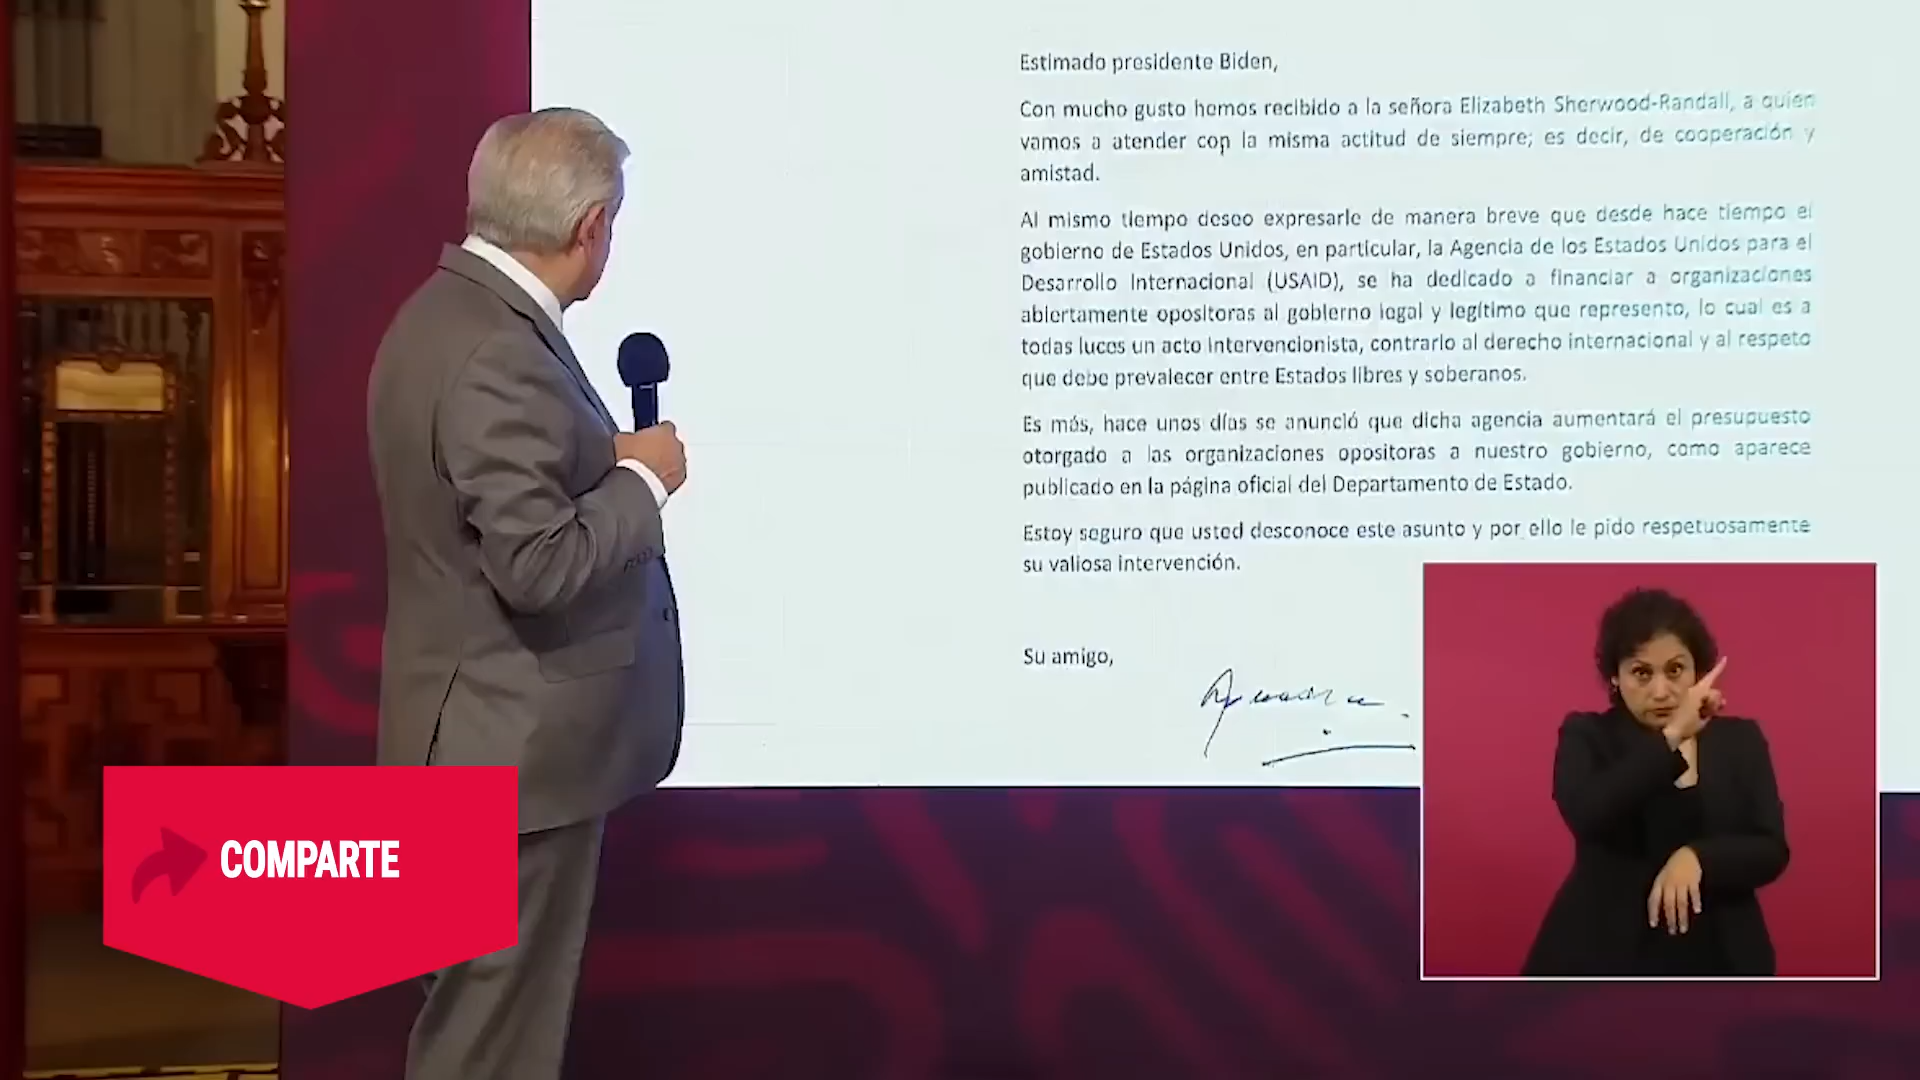 Estimado presidente Biden,
Con mucho gusto hemos recibido a la señora Elizabeth Sherwood-Randall, a quien
vamos a atender con la misma actitud de siempre; es decir, de cooperación y
amistad.
Al mismo tiempo deseo expresarle de manera breve que desde hace tiempo el
gobierno de Estados Unidos, en particular, la Agencia de los Estados Unidos para el
Desarrollo Internacional (USAID), se ha dedicado a financiar a organizaciones
abiertamente opositoras al gobierno legal y legítimo que represento, lo cual es a
todas luces un acto intervencionista, contrario al derecho internacional y al respeto
que debe prevalecer entre Estados libres y soberanos.
Es más, hace unos días se anunció que dicha agencia aumentará el presupuesto
otorgado a las organizaciones opositoras a nuestro gobierno, como aparece
publicado en la página oficial del Departamento de Estado.
Estoy seguro que usted desconoce este asunto y por ello le pido respetuosamente
su valiosa intervención.
Su amigo,
COMPARTE